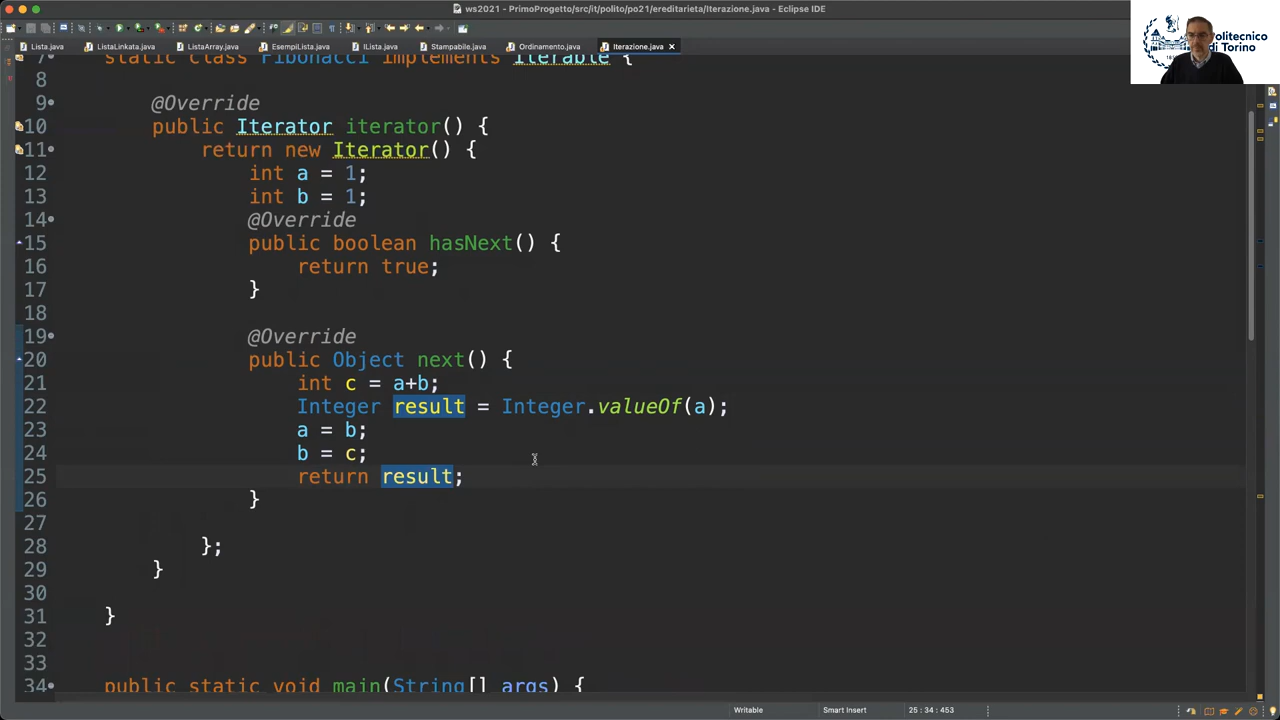 ws2021 - PrimoProgetto/src/it/polito/po21/ereditarieta/Iterazione.java - Eclipse IDE
Lista.java ListaLinkata.java ListaArray.java EsempiLista.java IListа.java Stampabile.java Ordinamento.java Iterazione.java
Politecnico
di Torino
7 static class Fibonacci implements Iterable {
8
9 @Override
10 public Iterator iterator() {
11 return new Iterator() {
12 int a = 1;
13 int b = 1;
14 @Override
15 public boolean hasNext() {
16 return true;
17 }
18
19 @Override
20 public Object next() {
21 int c = a+b;
22 Integer result = Integer.valueOf(a);
23 a = b;
24 b = c;
25 return result;
26 }
27
28 };
29 }
30
31 }
32
33
34 public static void main(String[] args) {
Writable Smart Insert 25 : 34 : 453